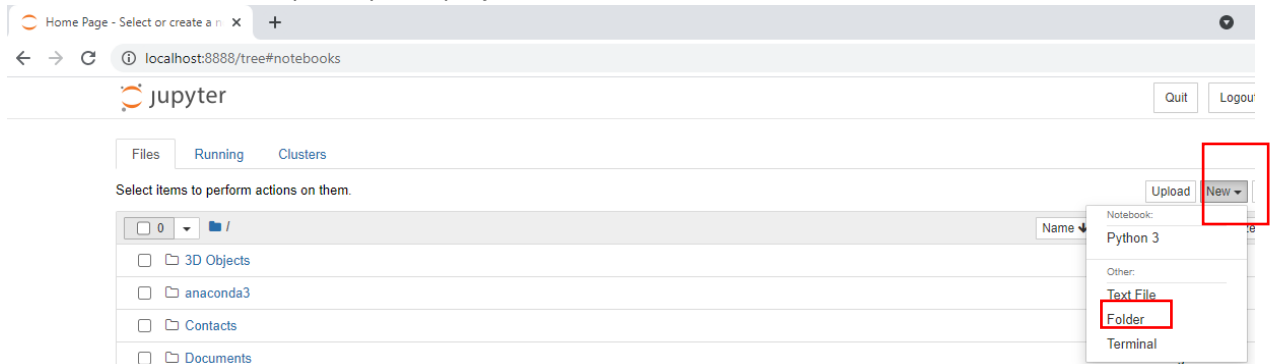 Home Page - Select or create a n
localhost:8888/tree#notebooks
jupyter
Quit Logou
Files Running Clusters
Select items to perform actions on them.
Upload New
0 / Name
Notebook:
Python 3
3D Objects
Other:
anaconda3
Text File
Contacts
Folder
Terminal
Documents